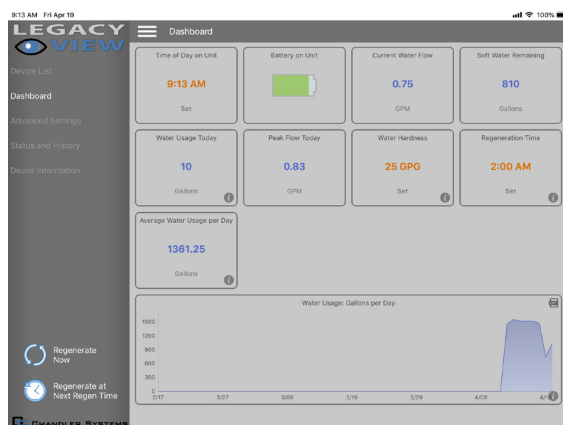 9:13 AM Fri Apr 19
100%
LEGACY
VIEW
Device List
Dashboard
Advanced Settings
Status and History
Dealer Information
Regenerate
Now
Regenerate at
Next Regen Time
CHANDLER SYSTEMS
Dashboard
Time of Day on Unit
9:13 AM
Set
Battery on Unit
Current Water Flow
0.75
GPM
Soft Water Remaining
810
Gallons
Water Usage Today
10
Gallons
Peak Flow Today
0.83
GPM
Water Hardness
25 GPG
Set
Regeneration Time
2:00 AM
Set
Average Water Usage per Day
1361.25
Gallons
Water Usage: Gallons per Day
1500
1200
900
600
300
0
2/17 2/27 3/09 3/19 3/29 4/08